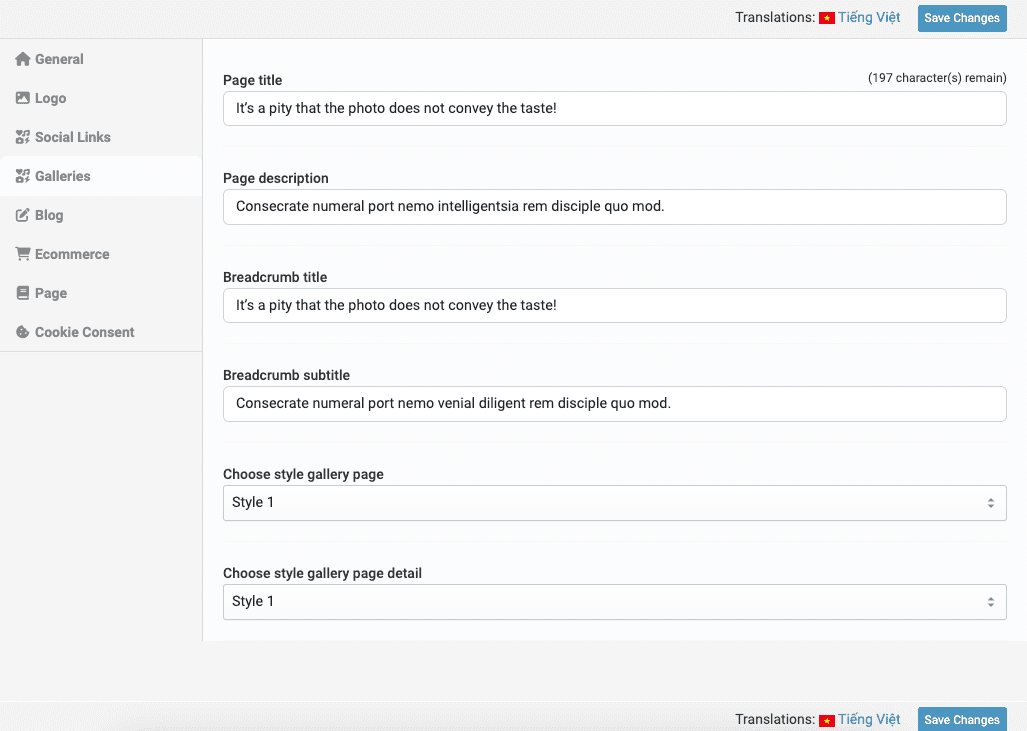 Translations: Tiếng Việt Save Changes
General
Logo
Social Links
Galleries
Blog
Ecommerce
Page
Cookie Consent
Page title (197 character(s) remain)
It’s a pity that the photo does not convey the taste!
Page description
Consecrate numeral port nemo intelligentsia rem disciple quo mod.
Breadcrumb title
It’s a pity that the photo does not convey the taste!
Breadcrumb subtitle
Consecrate numeral port nemo venial diligent rem disciple quo mod.
Choose style gallery page
Style 1
Choose style gallery page detail
Style 1
Translations: Tiếng Việt Save Changes